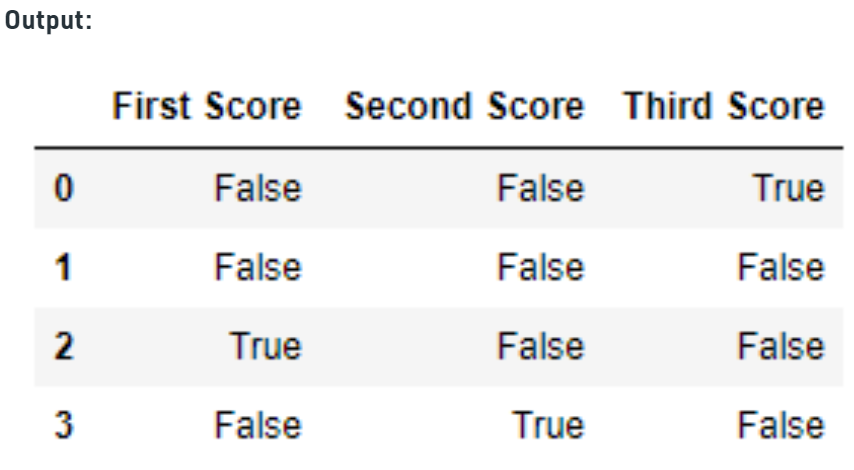 Output:
First Score Second Score Third Score
0 False False True
1 False False False
2 True False False
3 False True False